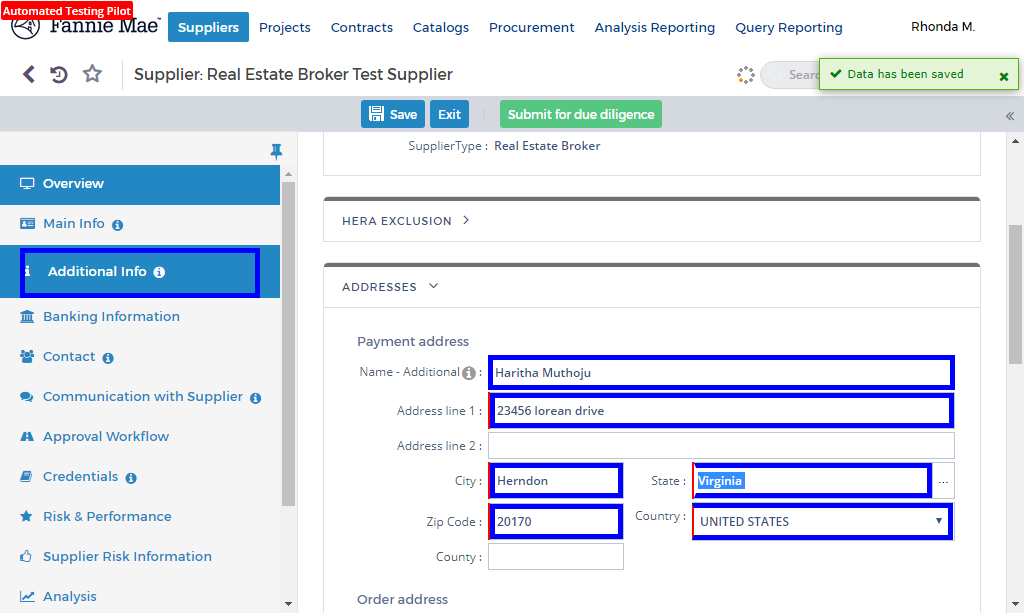 Automated Testing Pilot
Fannie Mae
Suppliers Projects Contracts Catalogs Procurement Analysis Reporting Query Reporting Rhonda M.
Supplier: Real Estate Broker Test Supplier
Sear
Data has been saved
Save Exit Submit for due diligence
SupplierType : Real Estate Broker
Overview
Main Info
Additional Info
Banking Information
Contact
Communication with Supplier
Approval Workflow
Credentials
Risk & Performance
Supplier Risk Information
Analysis
HERA EXCLUSION
ADDRESSES
Payment address
Name - Additional : Haritha Muthoju
Address line 1 : 23456 lorean drive
Address line 2 :
City : Herndon State : Virginia ...
Zip Code : 20170 Country : UNITED STATES
County :
Order address